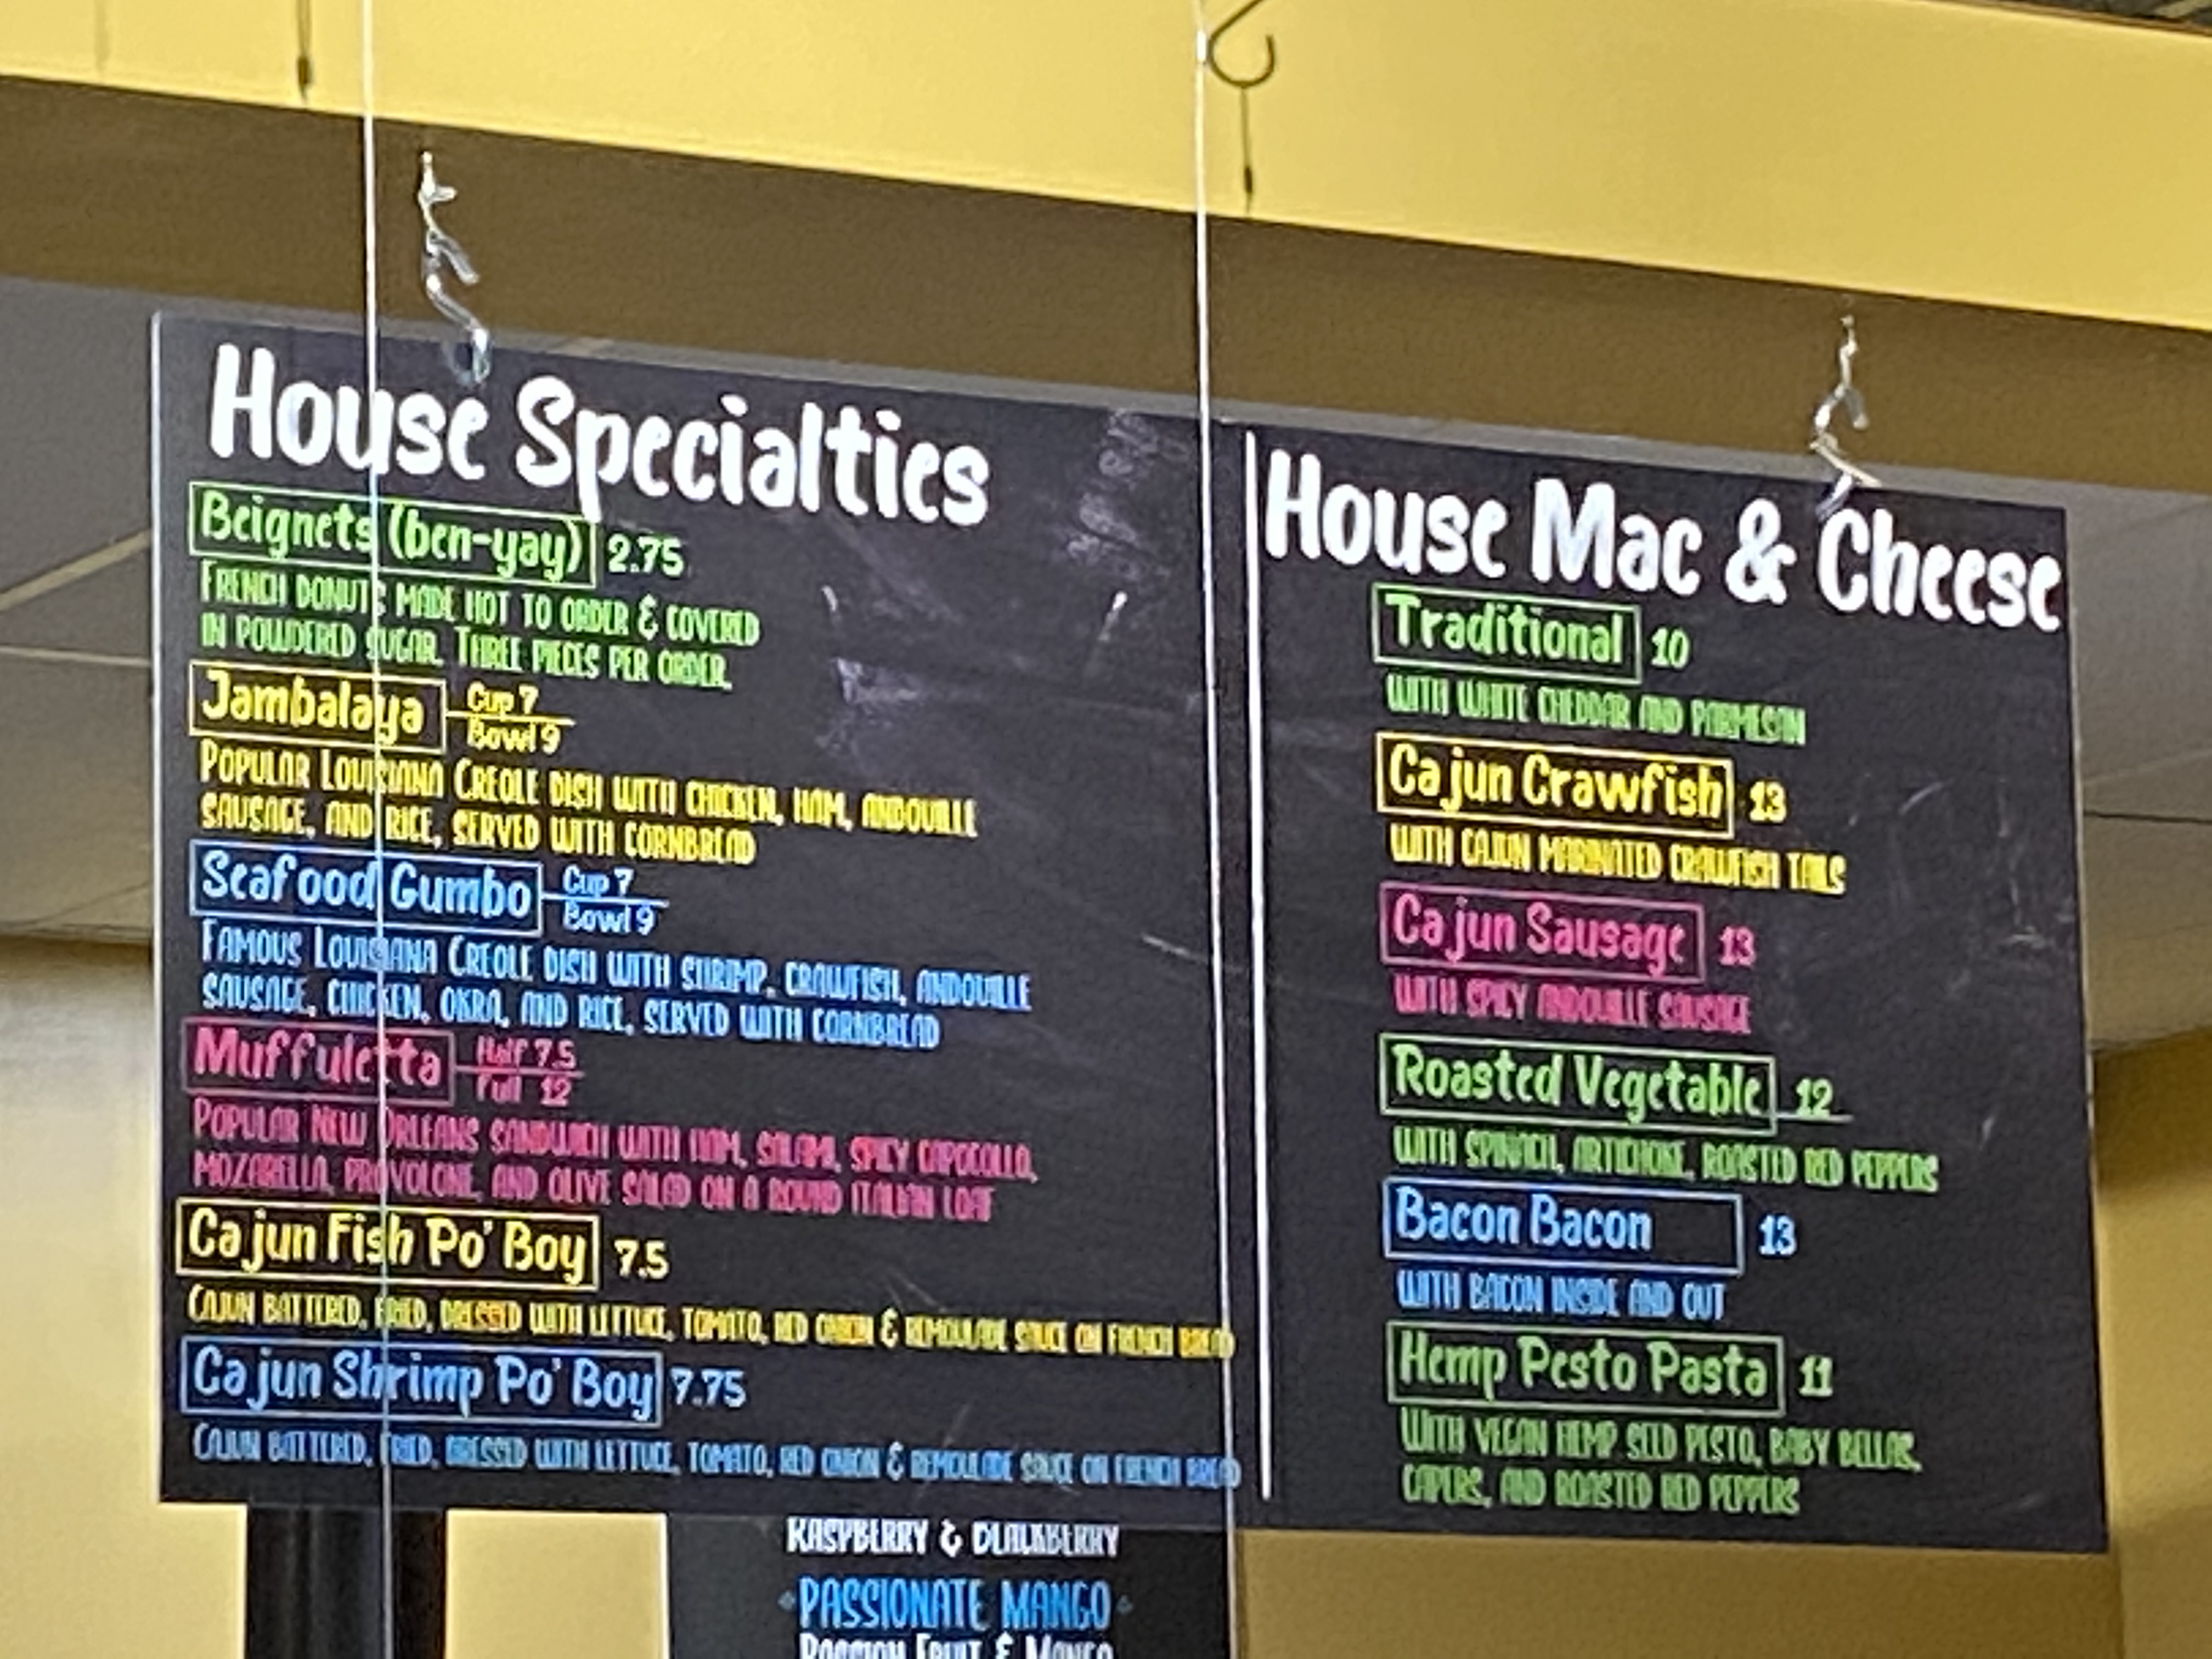 House Specialties
Beignets (ben-yay) 2.75
French donuts made hot to order & covered
in powdered sugar. Three pieces per order.
Jambalaya Cup 7
Bowl 9
Popular Louisiana Creole dish with chicken, ham, andouille
sausage, and rice, served with cornbread
Seafood Gumbo Cup 7
Bowl 9
Famous Louisiana Creole dish with shrimp, crawfish, andouille
sausage, chicken, okra, and rice, served with cornbread
Muffuletta Half 7.5
Full 12
Popular New Orleans sandwich with ham, salami, spicy capocollo,
mozarella, provolone, and olive salad on a round Italian loaf
Cajun Fish Po' Boy 7.5
Cajun battered, fried, dressed with lettuce, tomato, red onion & remoulade sauce on french bread
Cajun Shrimp Po' Boy 7.75
Cajun battered, fried, dressed with lettuce, tomato, red onion & remoulade sauce on french bread
House Mac & Cheese
Traditional 10
with white cheddar and parmesan
Cajun Crawfish 13
with cajun marinated crawfish tails
Cajun Sausage 13
with spicy andouille sausage
Roasted Vegetable 12
with spinach, artichoke, roasted red peppers
Bacon Bacon 13
with bacon inside and out
Hemp Pesto Pasta 11
With vegan hemp seed pesto, baby bellas,
capers, and roasted red peppers
Raspberry & Blackberry
Passionate Mango
Passion Fruit & Mango